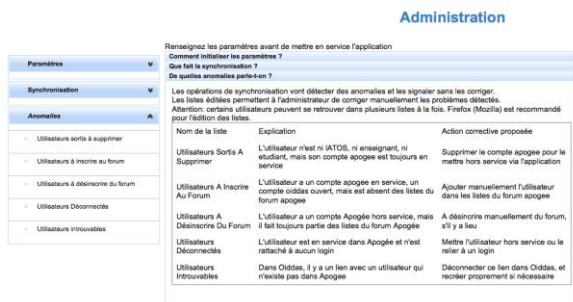 Administration
Renseignez les paramètres avant de mettre en service l'application
Paramètres
Synchronisation
Anomalies
Utilisateurs sortis à supprimer
Utilisateurs à inscrire au forum
Utilisateurs à désinscrire du forum
Utilisateurs Déconnectés
Utilisateurs introuvables
Comment initialiser les paramètres ?
Que fait la synchronisation ?
De quelles anomalies parle-t-on ?
Les opérations de synchronisation vont détecter des anomalies et les signaler sans les corriger.
Les listes éditées permettent à l'administrateur de corriger manuellement les problèmes détectés.
Attention: certains utilisateurs peuvent se retrouver dans plusieurs listes à la fois. Firefox (Mozilla) est recommandé
pour l'édition des listes.
Nom de la liste Explication Action corrective proposée
Utilisateurs Sortis A
Supprimer
L'utilisateur n'est ni IATOS, ni enseignant, ni
etudiant, mais son compte apogee est toujours en
service
Supprimer le compte apogee pour le
mettre hors service via l'application
Utilisateurs A Inscrire
Au Forum
L'utilisateur a un compte apogée en service, un
compte oiddas ouvert, mais est absent des listes du
forum apogee
Ajouter manuellement l'utilisateur
dans les listes du forum apogee
Utilisateurs A
Désinscrire Du Forum
L'utilisateur a un compte Apogée hors service, mais
il fait toujours partie des listes du forum Apogée
A désincrire manuellement du forum,
s'il y a lieu
Utilisateurs
Déconnectés
L'utilisateur est en service dans Apogée et n'est
rattaché à aucun login
Mettre l'utilisateur hors service ou le
relier à un login
Utilisateurs
Introuvables
Dans Oiddas, il y a un lien avec un utilisateur qui
n'existe pas dans Apogee
Déconnecter ce lien dans Oiddas, et
recréer proprement si nécessaire